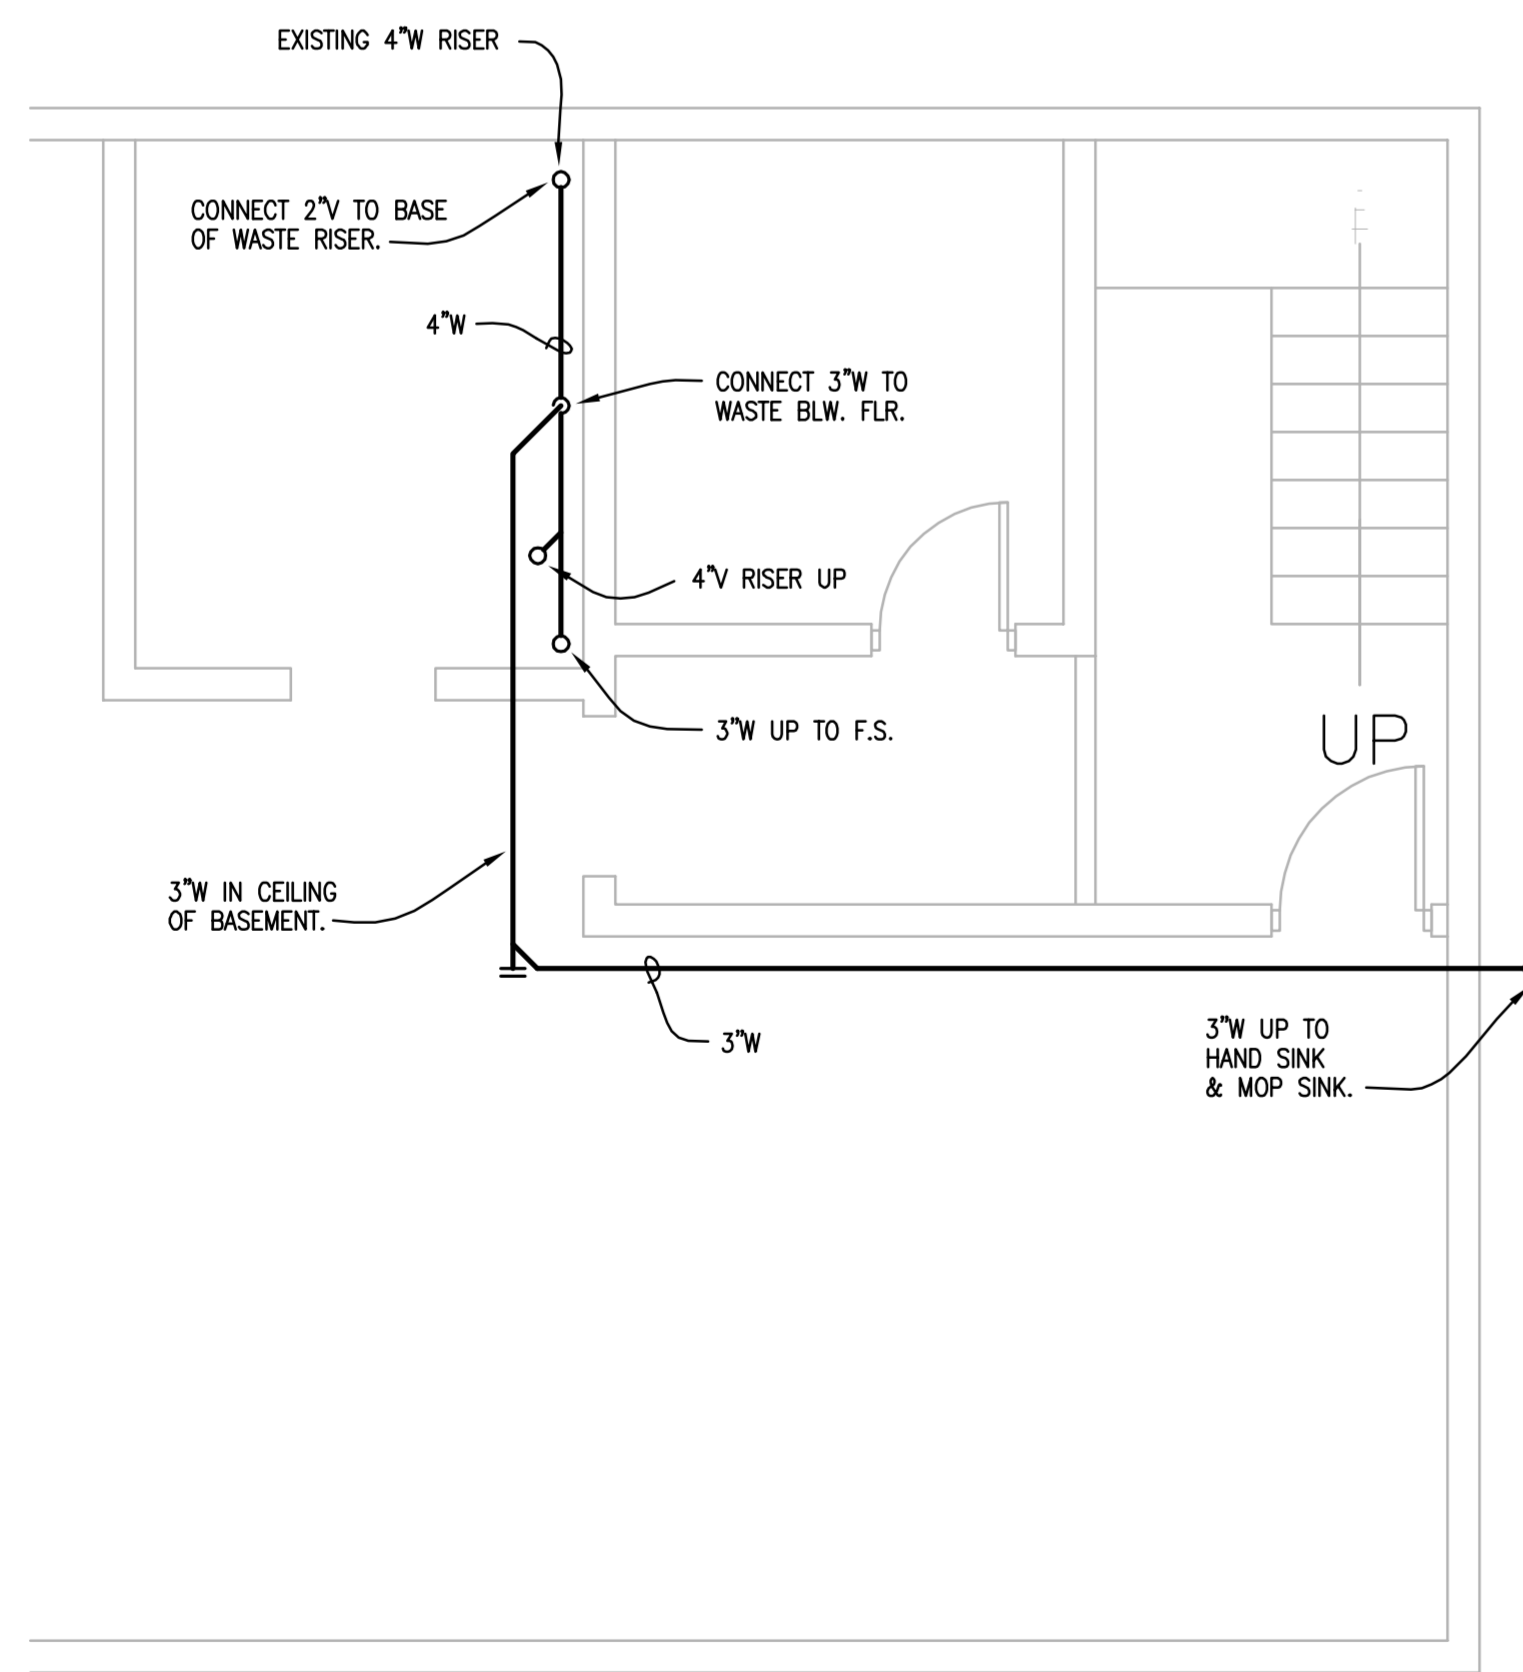 EXISTING 4"W RISER
CONNECT 2"V TO BASE
OF WASTE RISER.
4"W
CONNECT 3"W TO
WASTE BLW. FLR.
4"V RISER UP
3"W UP TO F.S.
UP
3"W IN CEILING
OF BASEMENT.
3"W
3"W UP TO
HAND SINK
& MOP SINK.